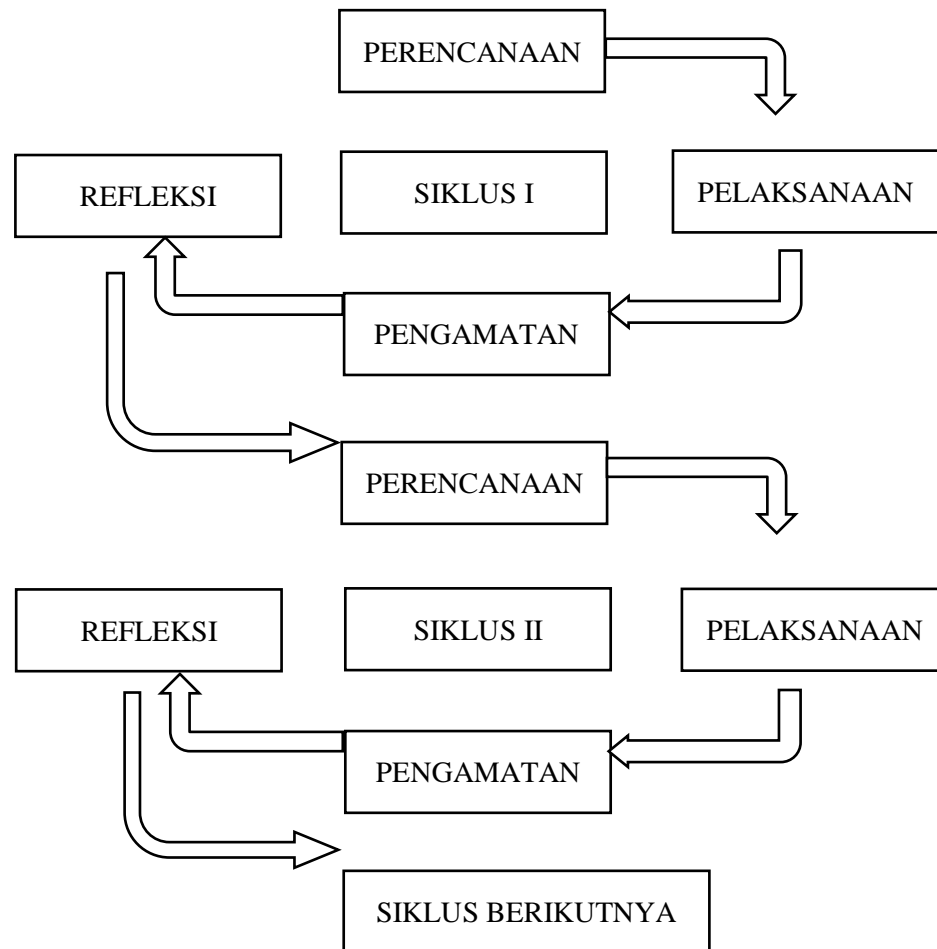 PERENCANAAN
REFLEKSI
SIKLUS I
PELAKSANAAN
PENGAMATAN
PERENCANAAN
REFLEKSI
SIKLUS II
PELAKSANAAN
PENGAMATAN
SIKLUS BERIKUTNYA